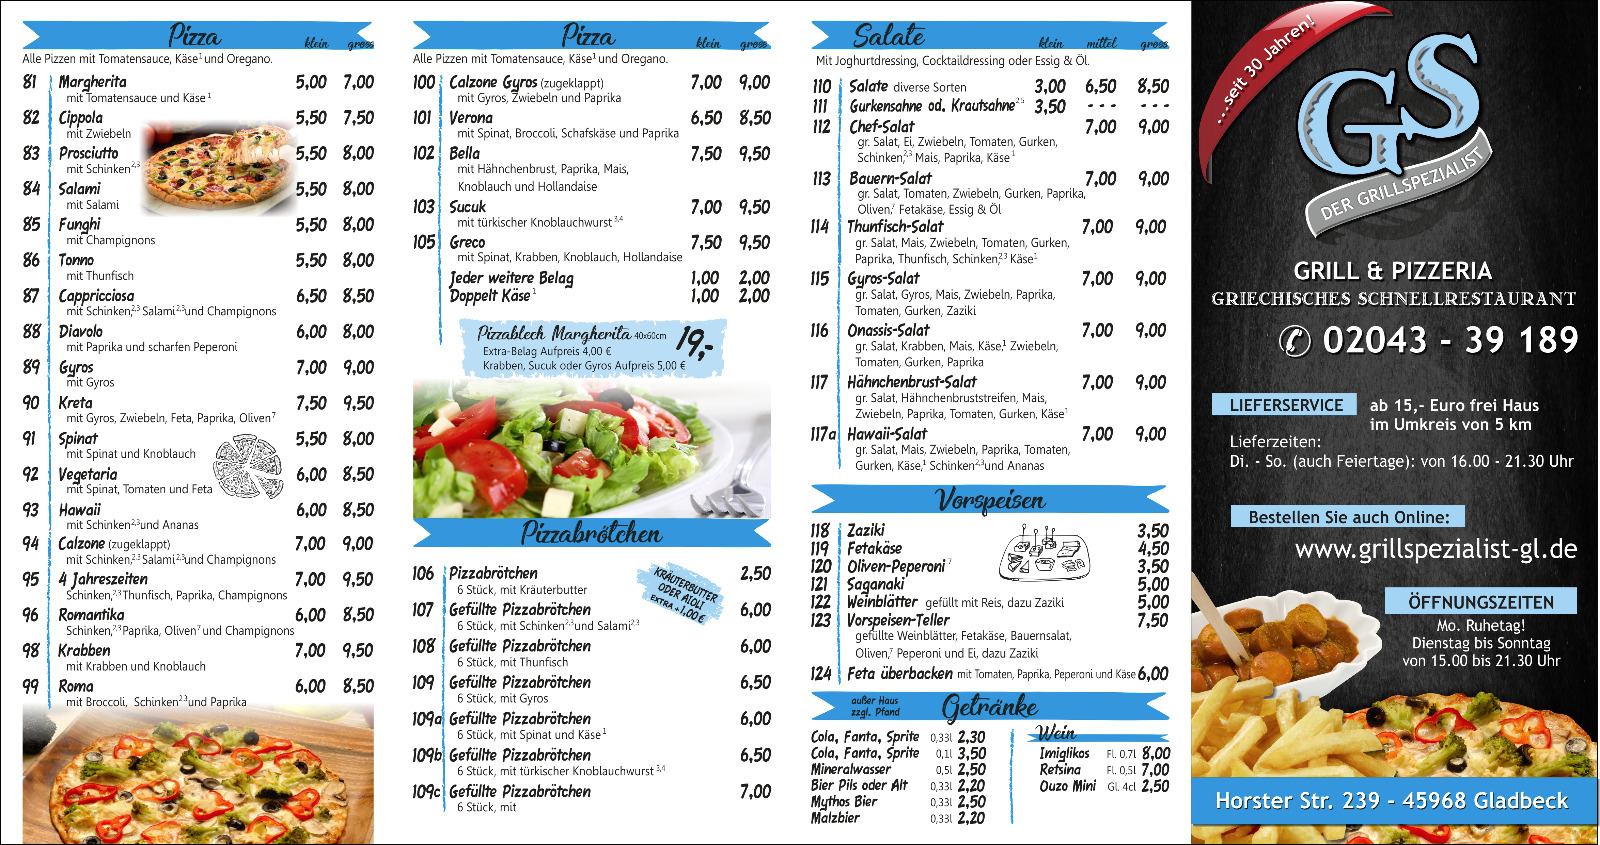 Pizza klein gross
Alle Pizzen mit Tomatensauce, Käse¹ und Oregano.
81 Margherita 5,00 7,00
mit Tomatensauce und Käse ¹
82 Cippola 5,50 7,50
mit Zwiebeln
83 Prosciutto 5,50 8,00
mit Schinken²,³
84 Salami 5,50 8,00
mit Salami
85 Funghi 5,50 8,00
mit Champignons
86 Tonno 5,50 8,00
mit Thunfisch
87 Cappricciosa 6,50 8,50
mit Schinken,²,³ Salami ²,³und Champignons
88 Diavolo 6,00 8,00
mit Paprika und scharfen Peperoni
89 Gyros 7,00 9,00
mit Gyros
90 Kreta 7,50 9,50
mit Gyros, Zwiebeln, Feta, Paprika, Oliven⁷
91 Spinat 5,50 8,00
mit Spinat und Knoblauch
92 Vegetaria 6,00 8,50
mit Spinat, Tomaten und Feta
93 Hawaii 6,00 8,50
mit Schinken²,³und Ananas
94 Calzone (zugeklappt) 7,00 9,00
mit Schinken,²,³ Salami ²,³und Champignons
95 4 Jahreszeiten 7,00 9,50
Schinken,²,³ Thunfisch, Paprika, Champignons
96 Romantika 6,00 8,50
Schinken,²,³ Paprika, Oliven⁷ und Champignons
98 Krabben 7,00 9,50
mit Krabben und Knoblauch
99 Roma 6,00 8,50
mit Broccoli, Schinken²,³und Paprika
Pizza klein gross
Alle Pizzen mit Tomatensauce, Käse¹ und Oregano.
100 Calzone Gyros (zugeklappt) 7,00 9,00
mit Gyros, Zwiebeln und Paprika
101 Verona 6,50 8,50
mit Spinat, Broccoli, Schafskäse und Paprika
102 Bella 7,50 9,50
mit Hähnchenbrust, Paprika, Mais,
Knoblauch und Hollandaise
103 Sucuk 7,00 9,50
mit türkischer Knoblauchwurst ³,⁴
105 Greco 7,50 9,50
mit Spinat, Krabben, Knoblauch, Hollandaise
Jeder weitere Belag 1,00 2,00
Doppelt Käse ¹ 1,00 2,00
Pizzablech Margherita 40x60cm 19,-
Extra-Belag Aufpreis 4,00 €
Krabben, Sucuk oder Gyros Aufpreis 5,00 €
Pizzabrötchen
106 Pizzabrötchen 2,50
6 Stück, mit Kräuterbutter
KRÄUTERBUTTER
ODER AIOLI
EXTRA + 1,00 €
107 Gefüllte Pizzabrötchen 6,00
6 Stück, mit Schinken²,³und Salami²,³
108 Gefüllte Pizzabrötchen 6,00
6 Stück, mit Thunfisch
109 Gefüllte Pizzabrötchen 6,50
6 Stück, mit Gyros
109a Gefüllte Pizzabrötchen 6,00
6 Stück, mit Spinat und Käse ¹
109b Gefüllte Pizzabrötchen 6,50
6 Stück, mit türkischer Knoblauchwurst ³,⁴
109c Gefüllte Pizzabrötchen 7,00
6 Stück, mit
Salate klein mittel gross
Mit Joghurtdressing, Cocktaildressing oder Essig & Öl.
110 Salate diverse Sorten 3,00 6,50 8,50
111 Gurkensahne od. Krautsahne²,⁵ 3,50 - - - - - -
112 Chef-Salat 7,00 9,00
gr. Salat, Ei, Zwiebeln, Tomaten, Gurken,
Schinken,²,³ Mais, Paprika, Käse ¹
113 Bauern-Salat 7,00 9,00
gr. Salat, Tomaten, Zwiebeln, Gurken, Paprika,
Oliven,⁷ Fetakäse, Essig & Öl
114 Thunfisch-Salat 7,00 9,00
gr. Salat, Mais, Zwiebeln, Tomaten, Gurken,
Paprika, Thunfisch, Schinken,²,³ Käse¹
115 Gyros-Salat 7,00 9,00
gr. Salat, Gyros, Mais, Zwiebeln, Paprika,
Tomaten, Gurken, Zaziki
116 Onassis-Salat 7,00 9,00
gr. Salat, Krabben, Mais, Käse,¹ Zwiebeln,
Tomaten, Gurken, Paprika
117 Hähnchenbrust-Salat 7,00 9,00
gr. Salat, Hähnchenbruststreifen, Mais,
Zwiebeln, Paprika, Tomaten, Gurken, Käse¹
117a Hawaii-Salat 7,00 9,00
gr. Salat, Mais, Zwiebeln, Paprika, Tomaten,
Gurken, Käse,¹ Schinken²,³und Ananas
Vorspeisen
118 Zaziki 3,50
119 Fetakäse 4,50
120 Oliven-Peperoni ⁷ 3,50
121 Saganaki 5,00
122 Weinblätter gefüllt mit Reis, dazu Zaziki 5,00
123 Vorspeisen-Teller 7,50
gefüllte Weinblätter, Fetakäse, Bauernsalat,
Oliven,⁷ Peperoni und Ei, dazu Zaziki
124 Feta überbacken mit Tomaten, Paprika, Peperoni und Käse 6,00
außer Haus
zzgl. Pfand
Getränke
Cola, Fanta, Sprite 0,33l 2,30
Cola, Fanta, Sprite 0,1l 3,50
Mineralwasser 0,5l 2,50
Bier Pils oder Alt 0,33l 2,20
Mythos Bier 0,33l 2,50
Malzbier 0,33l 2,20
Wein
Imiglikos Fl. 0,7l 8,00
Retsina Fl. 0,5l 7,00
Ouzo Mini Gl. 4cl 2,50
...seit 30 Jahren!
GS
DER GRILLSPEZIALIST
GRILL & PIZZERIA
GRIECHISCHES SCHNELLRESTAURANT
✆ 02043 - 39 189
LIEFERSERVICE ab 15,- Euro frei Haus
im Umkreis von 5 km
Lieferzeiten:
Di. - So. (auch Feiertage): von 16.00 - 21.30 Uhr
Bestellen Sie auch Online:
www.grillspezialist-gl.de
ÖFFNUNGSZEITEN
Mo. Ruhetag!
Dienstag bis Sonntag
von 15.00 bis 21.30 Uhr
Horster Str. 239 - 45968 Gladbeck